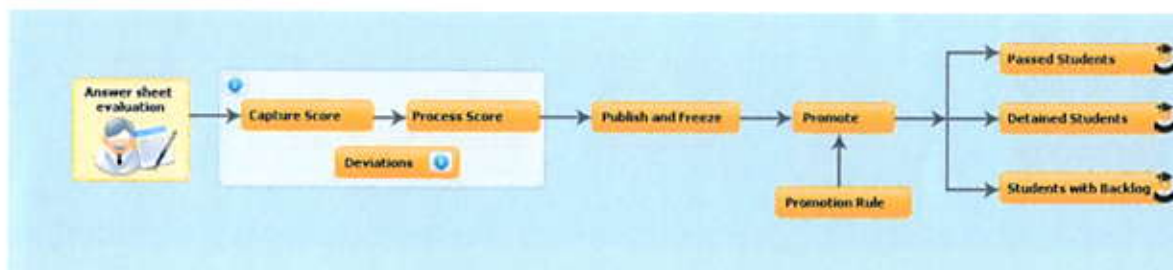 Answer sheet
evaluation
Capture Score
Process Score
Deviations
Publish and Freeze
Promote
Promotion Rule
Passed Students
Detained Students
Students with Backlog